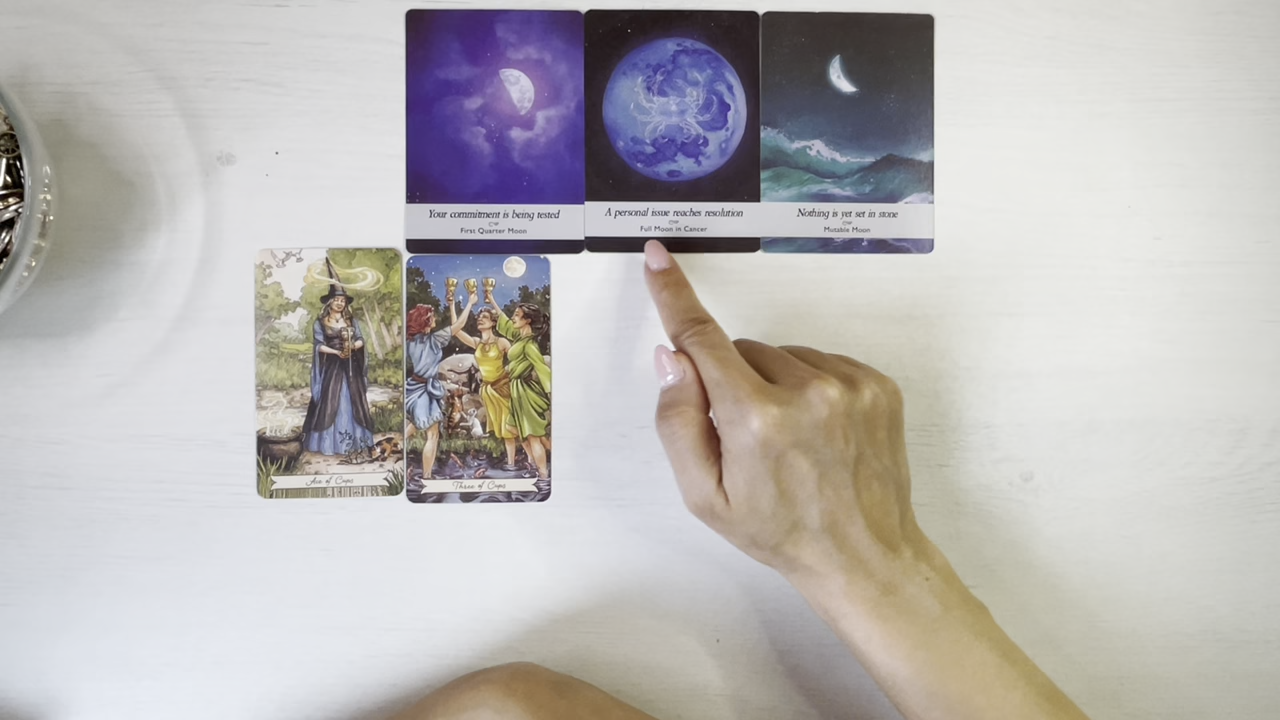 Your commitment is being tested
First Quarter Moon
A personal issue reaches resolution
Full Moon in Cancer
Nothing is yet set in stone
Mutable Moon
Ace of Cups
Three of Cups